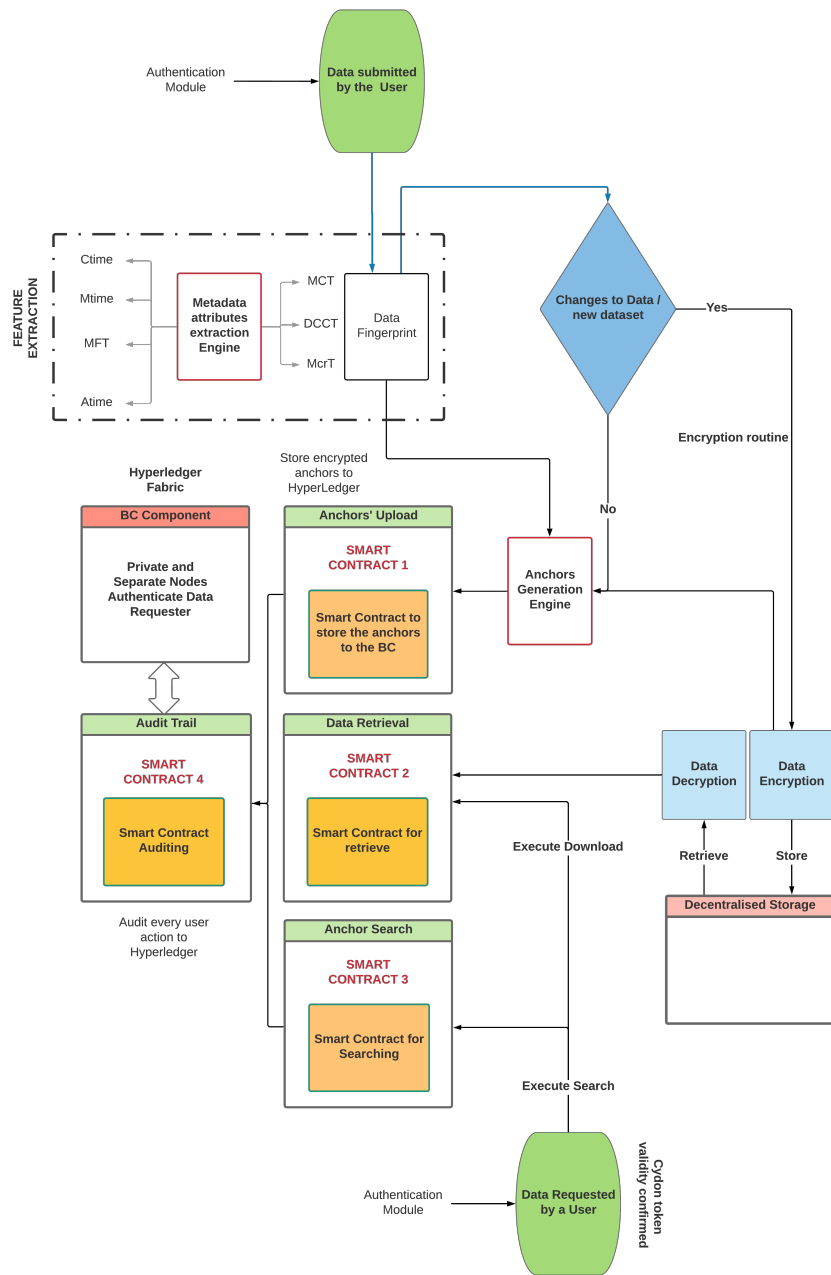 Data submitted
by the User
Authentication
Module
FEATURE
EXTRACTION
Ctime
Mtime
MFT
Atime
Metadata
attributes
extraction
Engine
MCT
DCCT
McrT
Data
Fingerprint
Changes to Data /
new dataset
Yes
Encryption routine
No
Hyperledger
Fabric
Store encrypted
anchors to
HyperLedger
BC Component
Private and
Separate Nodes
Authenticate Data
Requester
Anchors' Upload
SMART
CONTRACT 1
Smart Contract to
store the anchors
to the BC
Anchors
Generation
Engine
Audit Trail
SMART
CONTRACT 4
Smart Contract
Auditing
Audit every user
action to
Hyperledger
Data Retrieval
SMART
CONTRACT 2
Smart Contract for
retrieve
Data
Decryption
Data
Encryption
Execute Download
Retrieve
Store
Decentralised Storage
Anchor Search
SMART
CONTRACT 3
Smart Contract for
Searching
Execute Search
Authentication
Module
Data Requested
by a User
Cydon token
validity confirmed